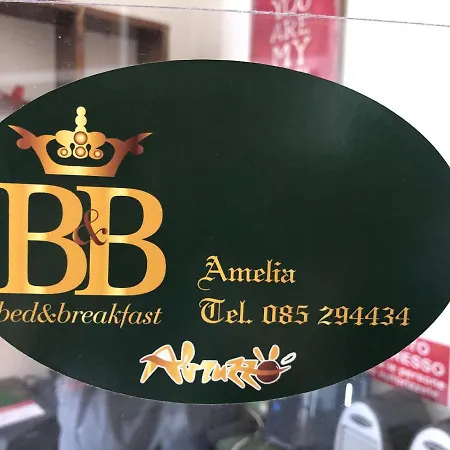 YOU
ARE
MY
B&B
bed&breakfast
Amelia
Tel. 085 294434
Abruzzo